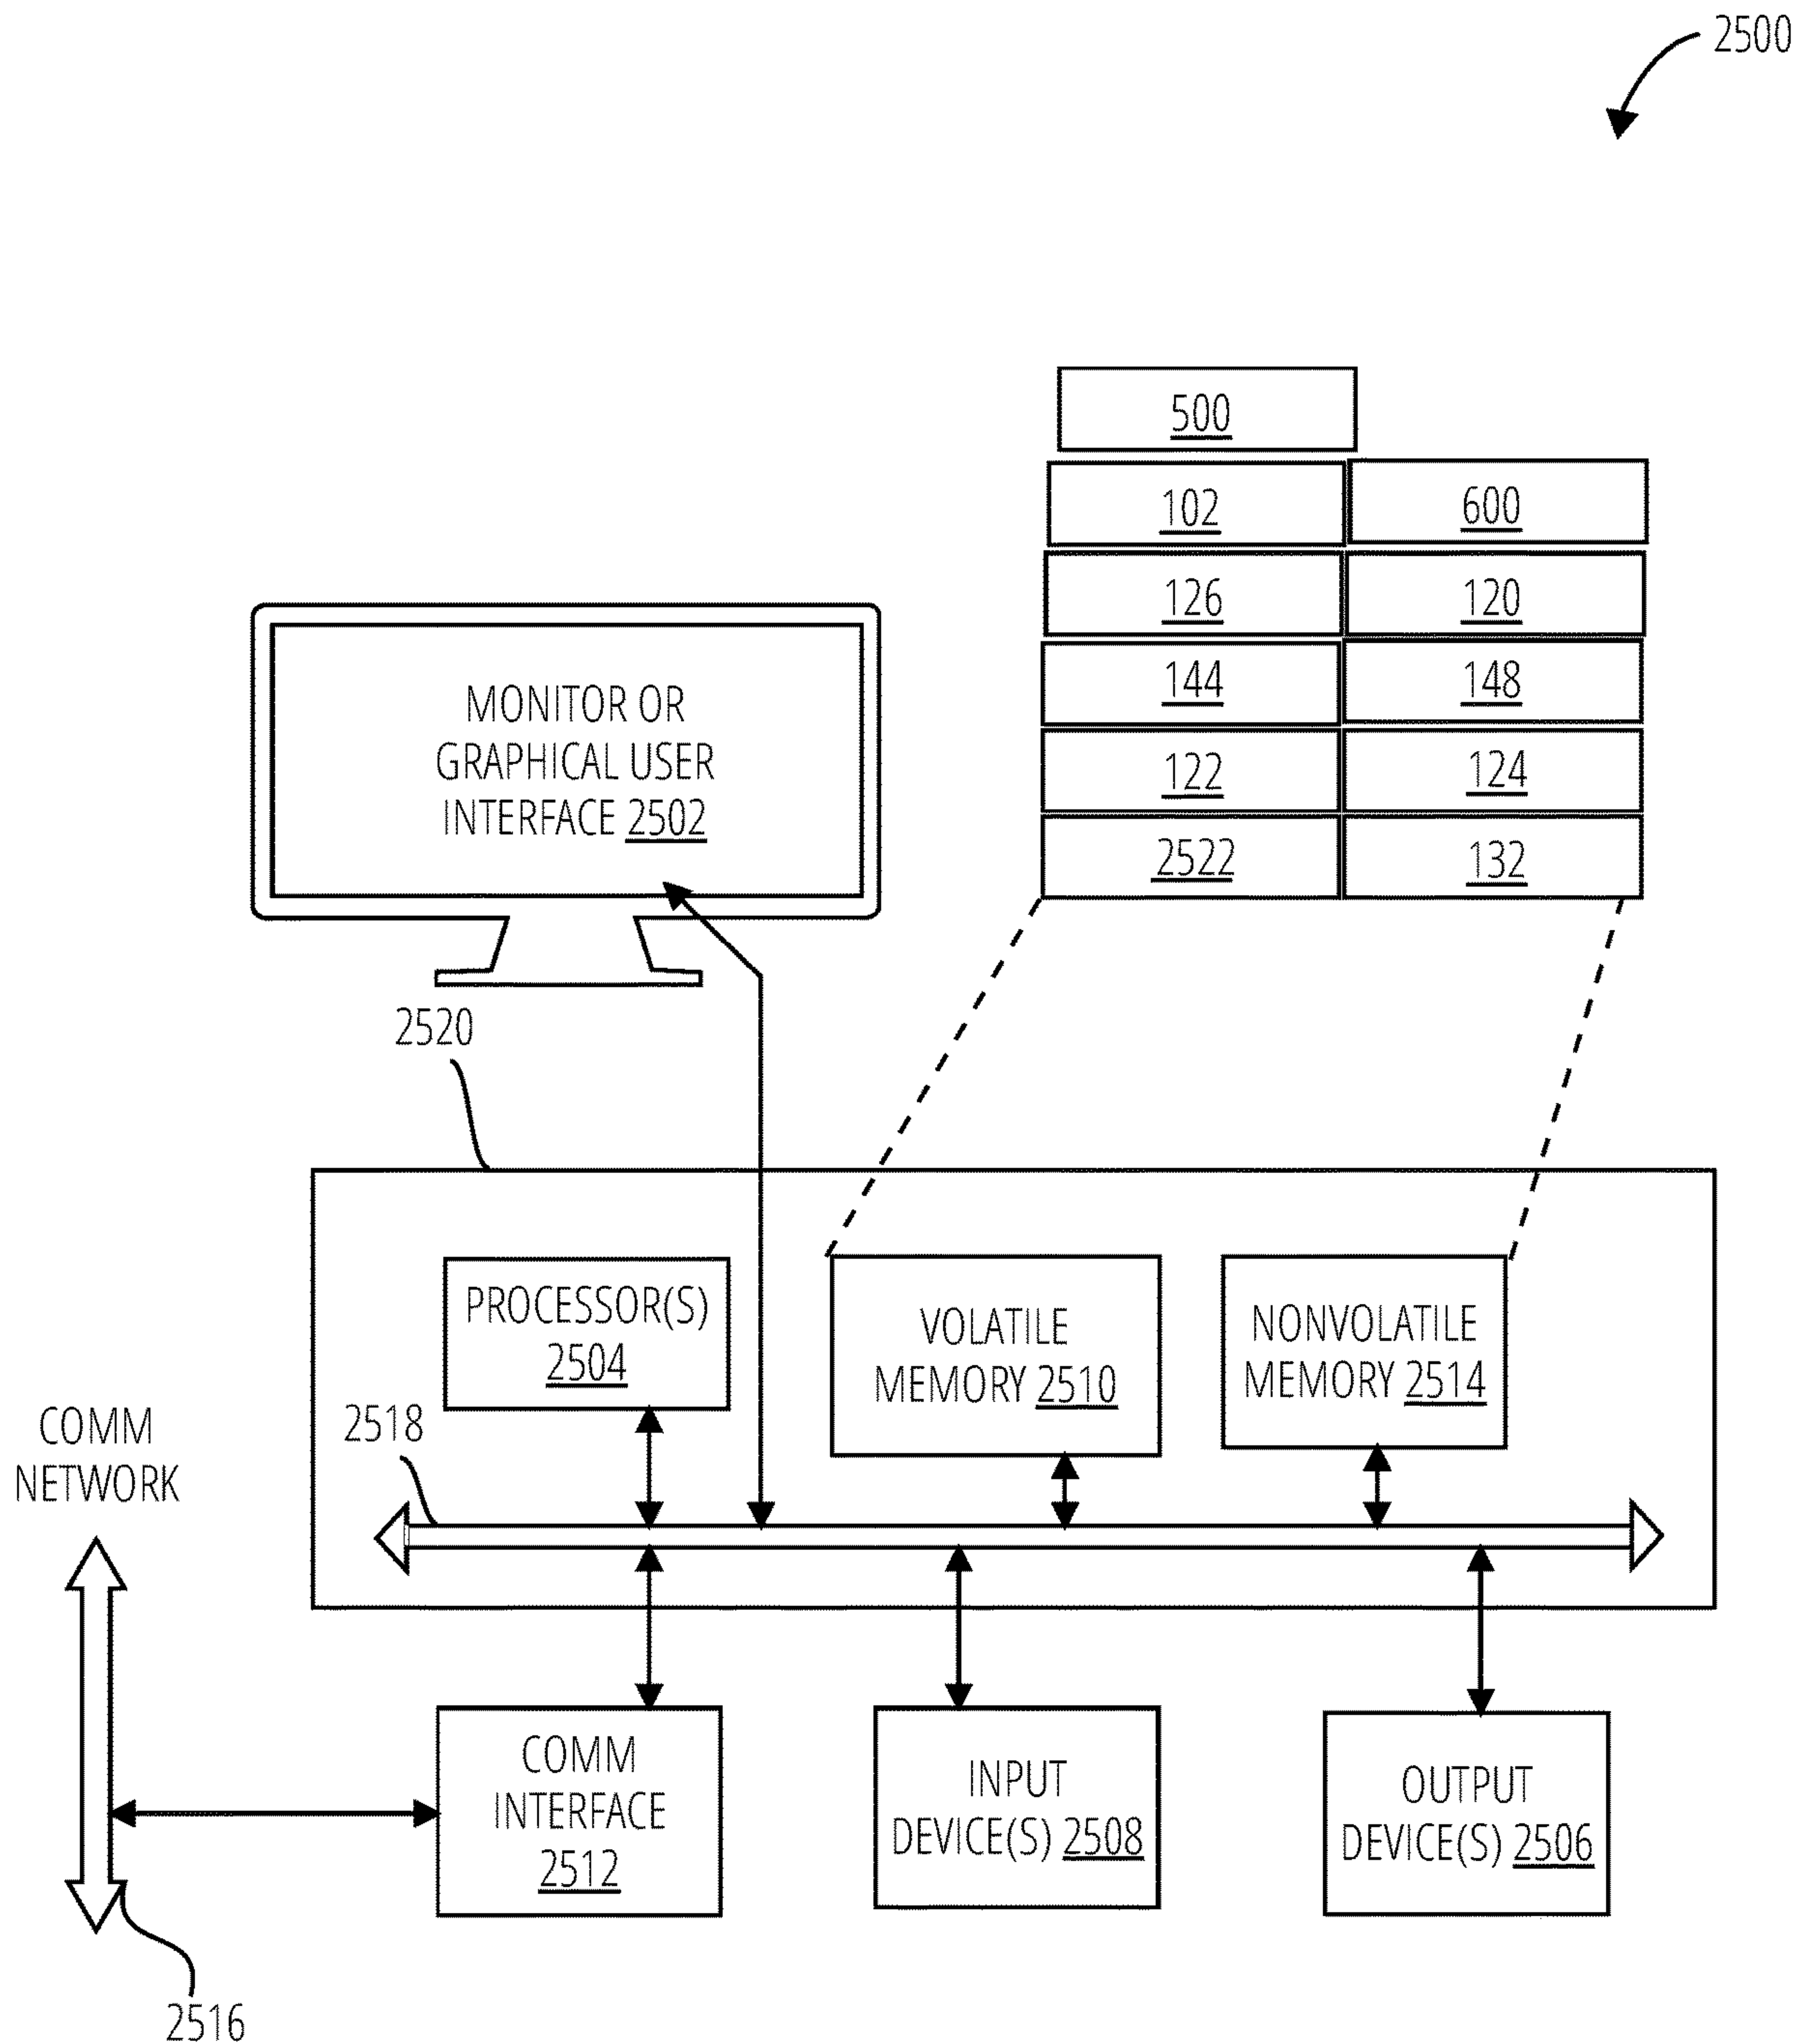 2500
500
102
600
126
120
144
148
122
124
2522
132
MONITOR OR
GRAPHICAL USER
INTERFACE 2502
2520
PROCESSOR(S)
2504
VOLATILE
MEMORY 2510
NONVOLATILE
MEMORY 2514
2518
COMM
NETWORK
COMM
INTERFACE
2512
INPUT
DEVICE(S) 2508
OUTPUT
DEVICE(S) 2506
2516